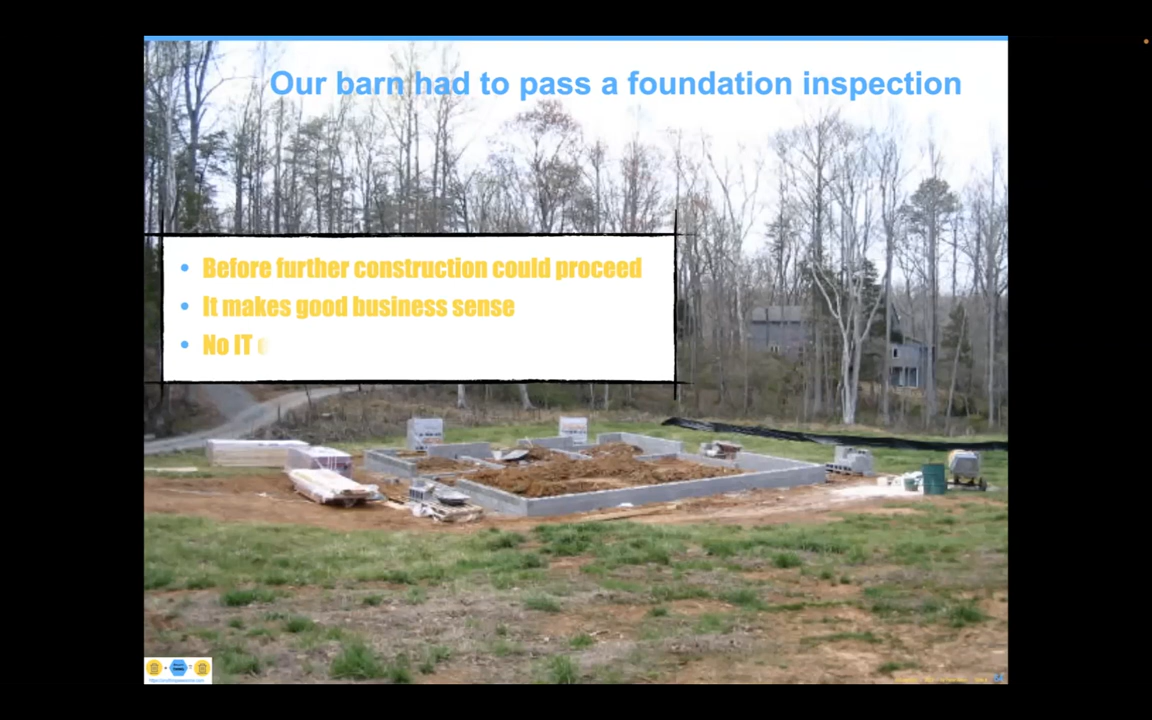 Our barn had to pass a foundation inspection
• Before further construction could proceed
• It makes good business sense
• No IT